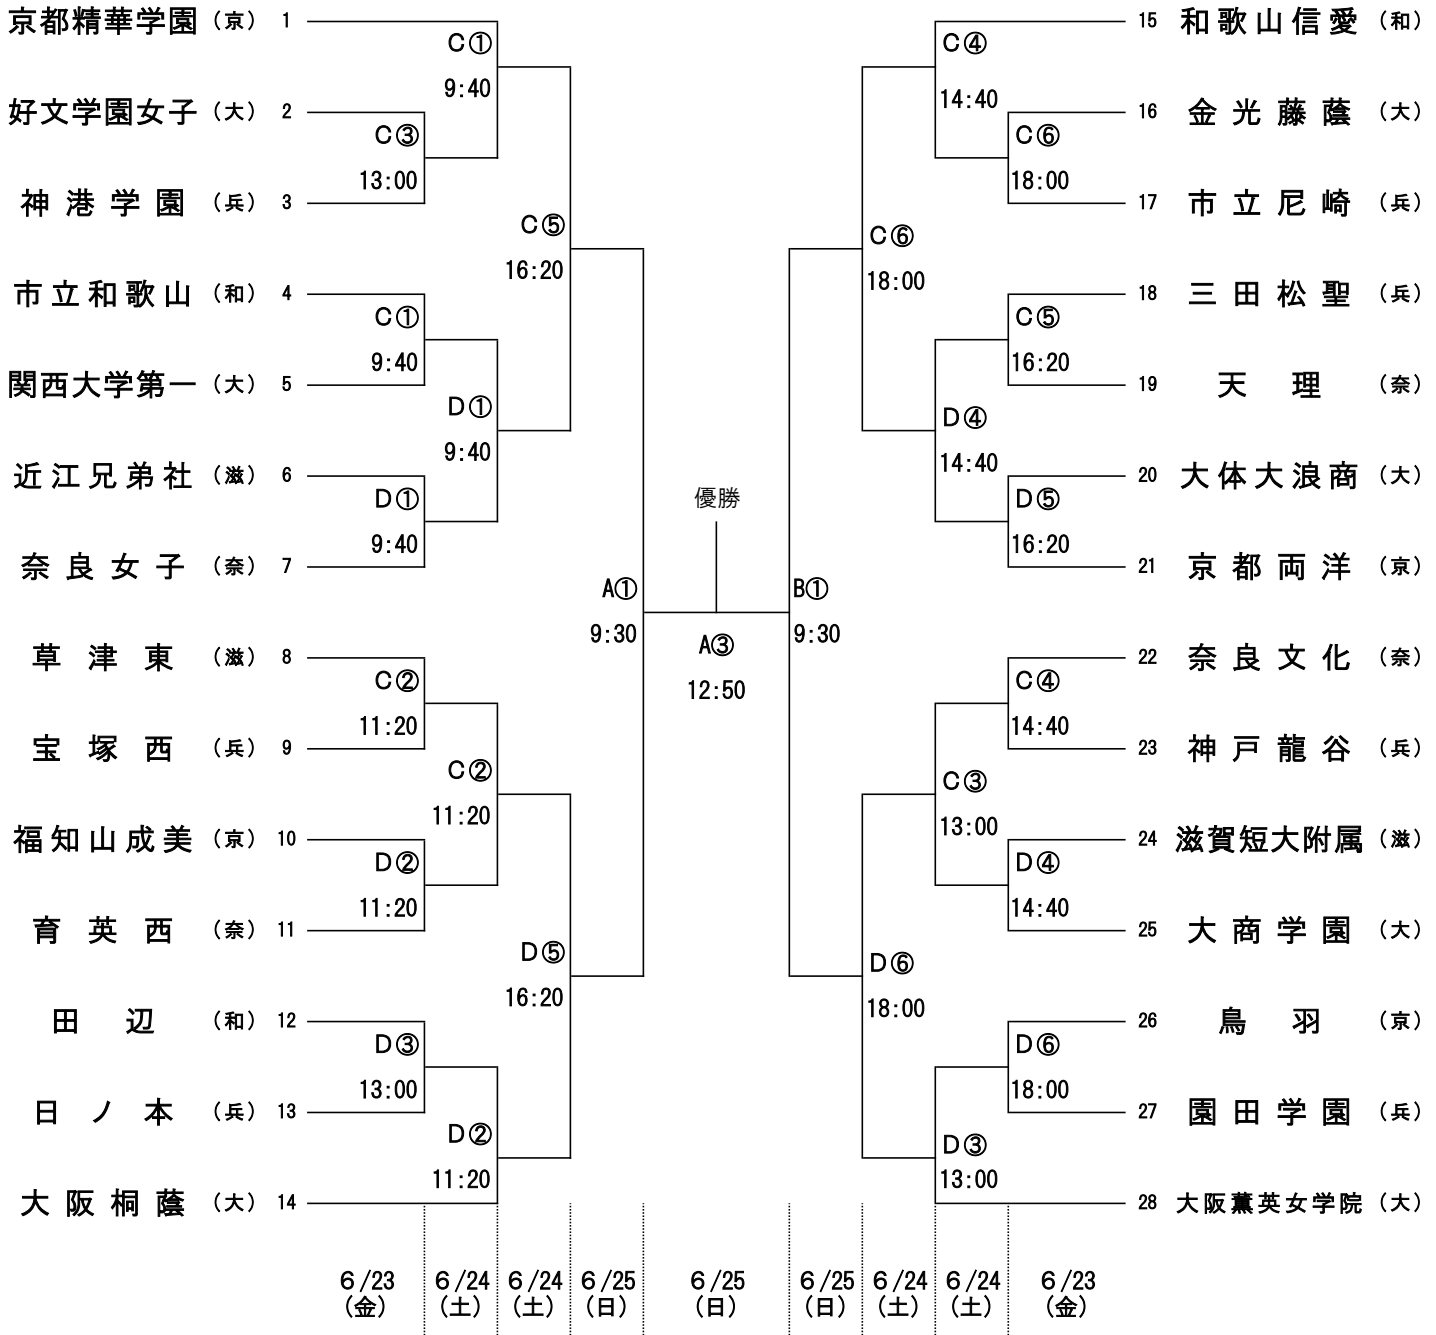 京都精華学園（京） 1
C①
9:40
好文学園女子（大） 2
C③
13:00
神港学園（兵） 3
C⑤
16:20
市立和歌山（和） 4
C①
9:40
関西大学第一（大） 5
D①
9:40
近江兄弟社（滋） 6
D①
9:40
奈良女子（奈） 7
A①
9:30
草津東（滋） 8
C②
11:20
宝塚西（兵） 9
C②
11:20
福知山成美（京） 10
D②
11:20
育英西（奈） 11
D⑤
16:20
田辺（和） 12
D③
13:00
日ノ本（兵） 13
D②
11:20
大阪桐蔭（大） 14
優勝
A③
12:50
15 和歌山信愛（和）
C④
14:40
16 金光藤蔭（大）
C⑥
18:00
17 市立尼崎（兵）
C⑥
18:00
18 三田松聖（兵）
C⑤
16:20
19 天理（奈）
D④
14:40
20 大体大浪商（大）
D⑤
16:20
21 京都両洋（京）
B①
9:30
22 奈良文化（奈）
C④
14:40
23 神戸龍谷（兵）
C③
13:00
24 滋賀短大附属（滋）
D④
14:40
25 大商学園（大）
D⑥
18:00
26 鳥羽（京）
D⑥
18:00
27 園田学園（兵）
D③
13:00
28 大阪薫英女学院（大）
6/23 6/24 6/24 6/25 6/25 6/25 6/24 6/24 6/23
（金） （土） （土） （日） （日） （日） （土） （土） （金）